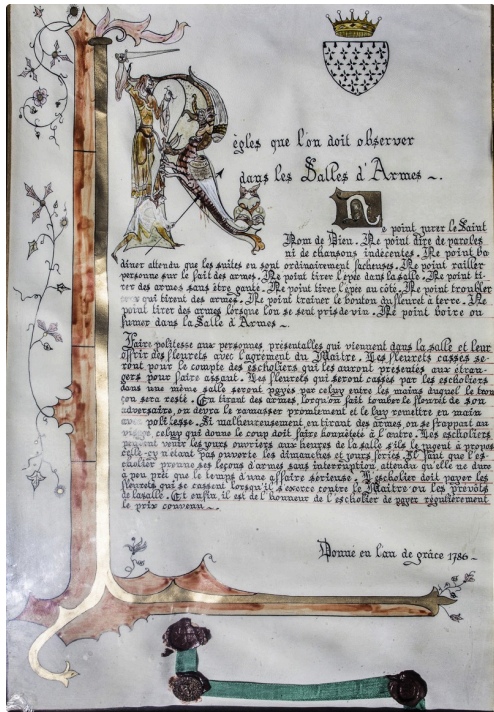 Règles que l'on doit observer
dans les Salles d'Armes ~.
Ne point jurer le Saint
Nom de Dieu. Ne point dire de paroles
ni de chansons indécentes. Ne point ba
diner attendu que les suites en sont ordinairement facheuses. Ne point railler
personne sur le fait des armes. Ne point tirer l'épée dans la salle. Ne point ti-
rer des armes sans être ganté. Ne point tirer l'épée au côté. Ne point troubler
ceux qui tirent des armes. Ne point trainer le bouton du fleuret à terre. Ne
point tirer des armes lorsque l'on se seul pris de vin. Ne point boire ou
fumer dans la Salle d'Armes ~.
Faire politesse aux personnes présentables qui viennent dans la salle et leur
offrir des fleurets avec l'agrément du Maitre. Les fleurets cassés se-
ront pour le compte des escholiers qui les auront présentés aux étran-
gers pour faire assaut. Les fleurets qui seront cassés par les escholiers
dans une même salle seront payés par celuy entre les mains duquel le tron
çon sera resté. En tirant des armes, lorqu'on fait tomber le fleuret de son
adversaire, on devra le ramasser promtement et le luy remettre en main
avec politesse. Si malheureusement, en tirant des armes, on se frappait au
visage, celuy qui donne le coup doit faire honnêteté à l'autre. Les escholiers
peuvent venir les jours ouvriers aux heures de la salle s'ils le jugent à propos
celle-cy n'étant pas ouverte les dimanches et jours fériés. Il faut que l'es-
cholier prenne ses leçons d'armes sans interruption attendu qu'elle ne dure
à peu près que le temps d'une affaire sérieuse. L'escholier doit payer les
fleurets qui se cassent lorsqu'il s'exerce contre le Maitre ou les prévots
de la salle. Et enfin, il est de l'honneur de l'escholier de payer régulièrement
le prix convenu ~.
Donné en l'an de grâce 1786 ~